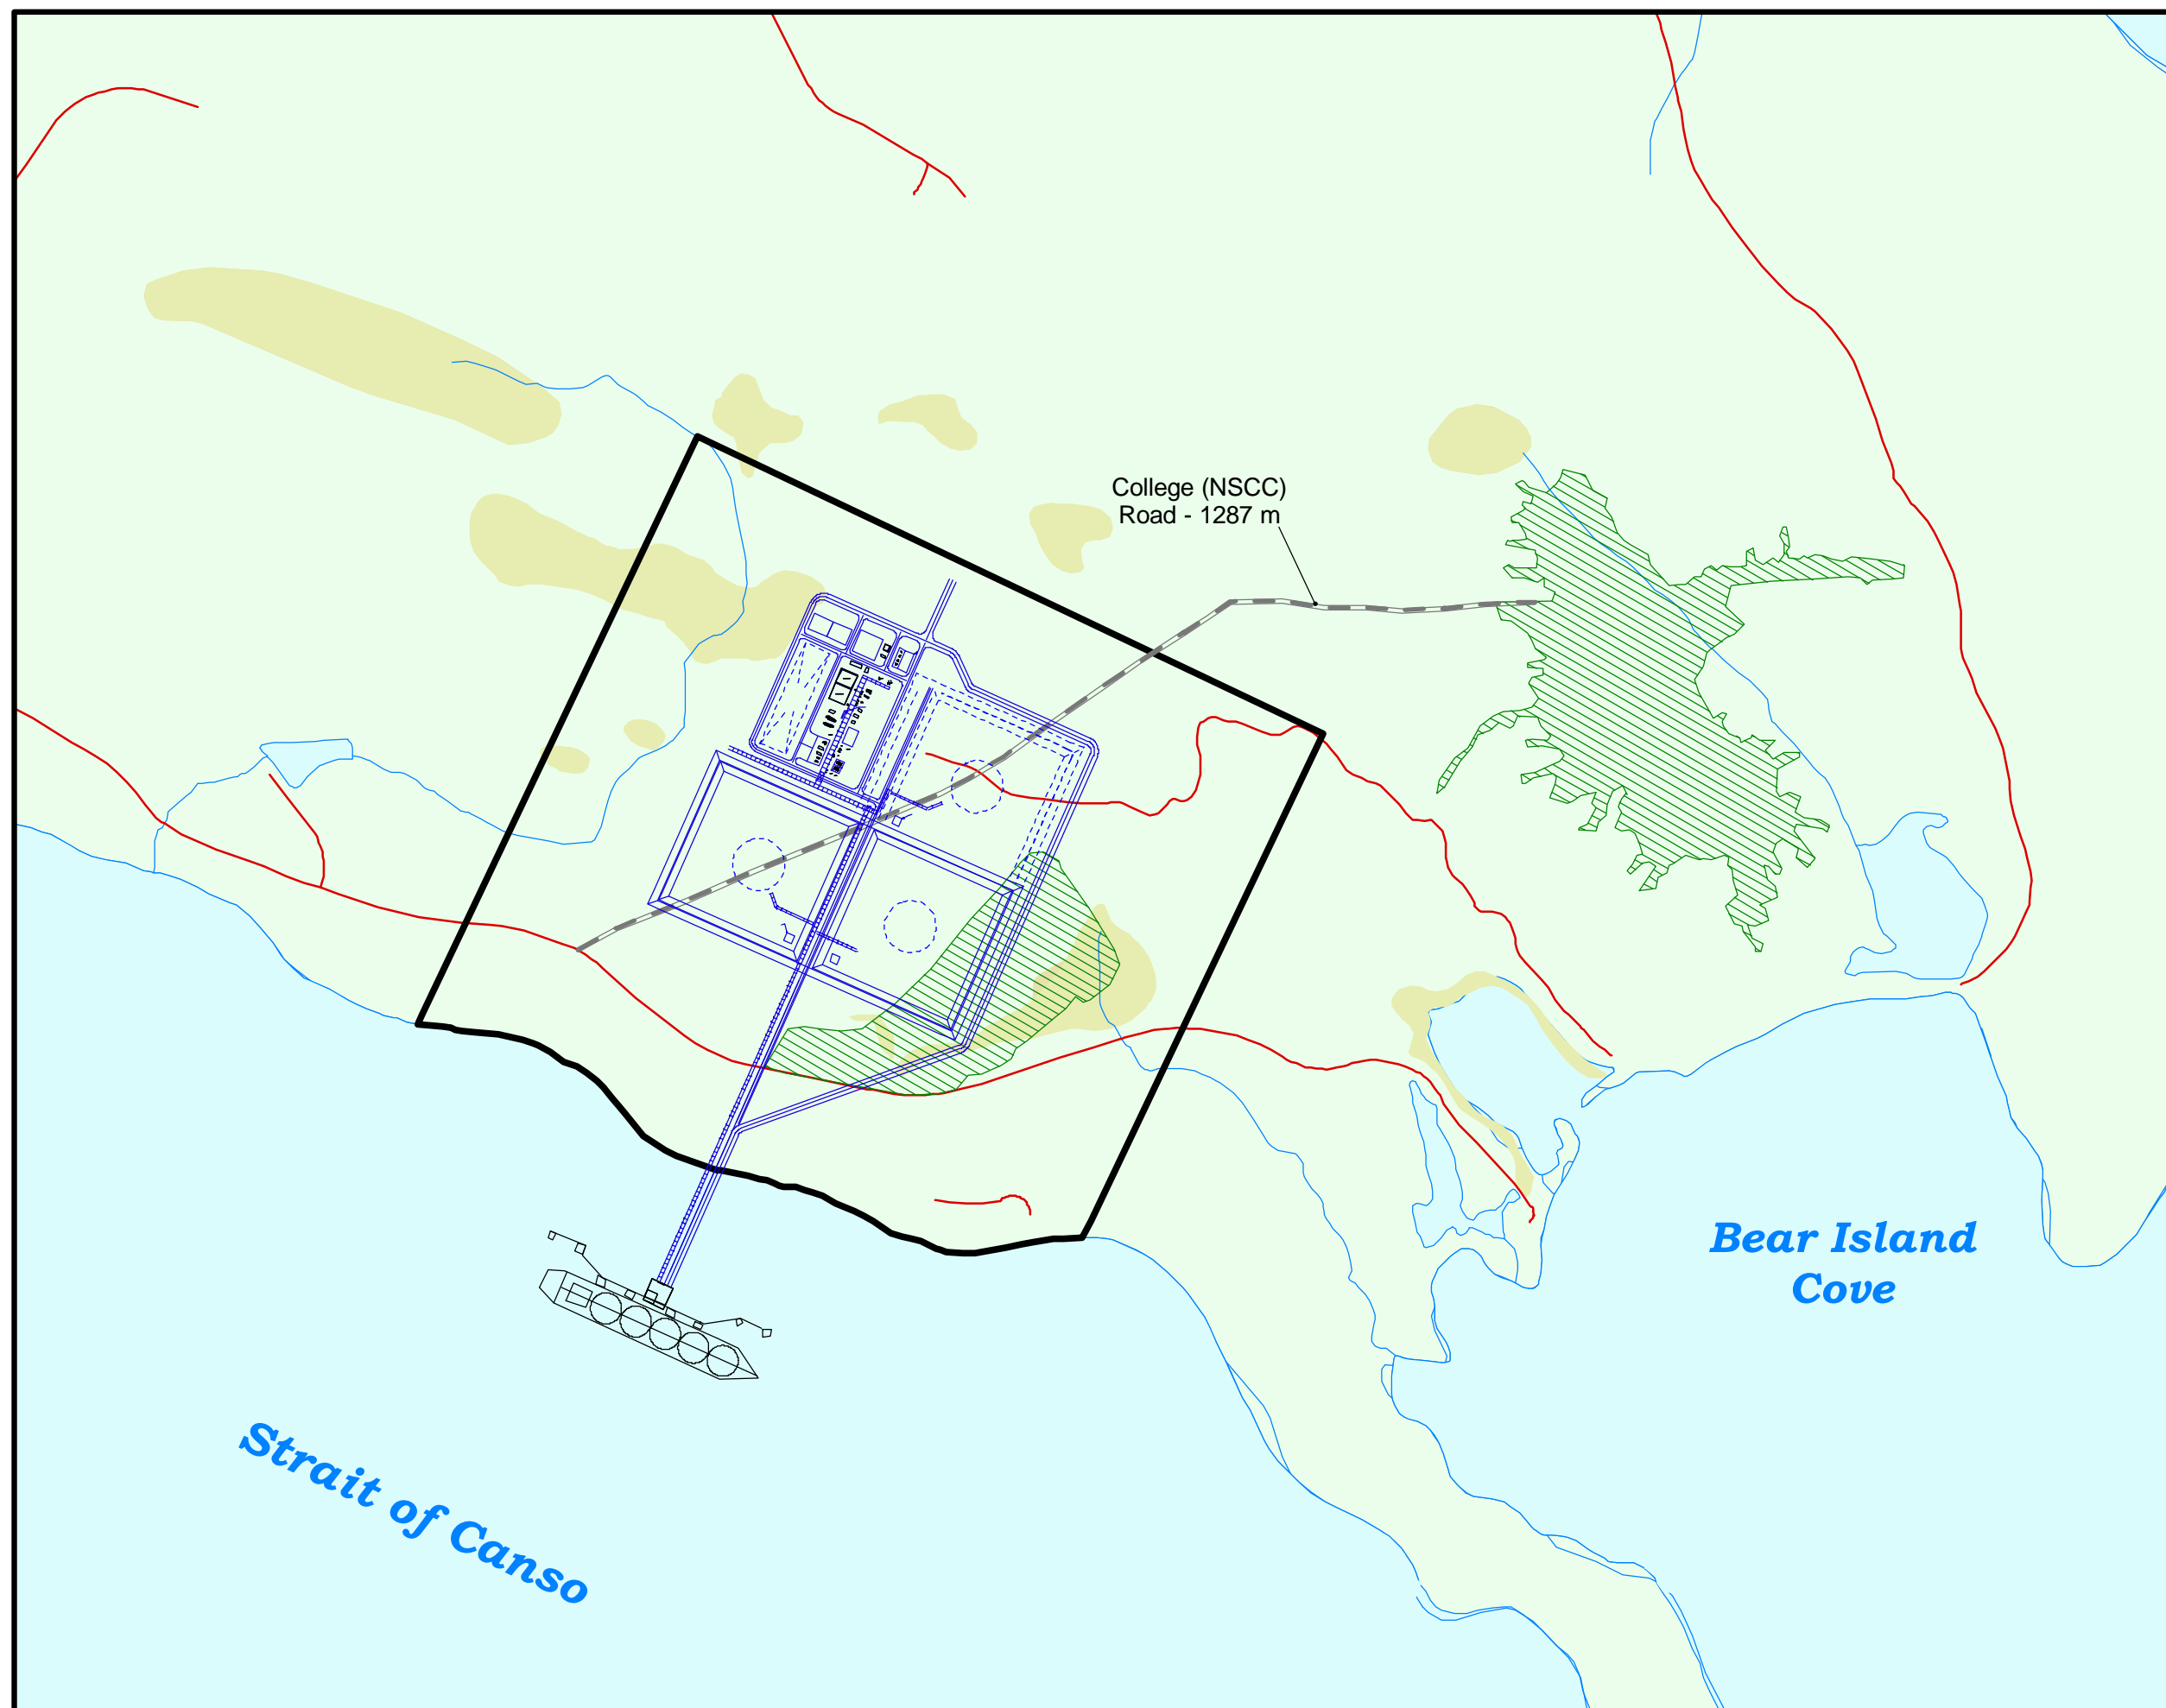 College (NSCC)
Road - 1287 m
Bear Island
Cove
Strait of Canso